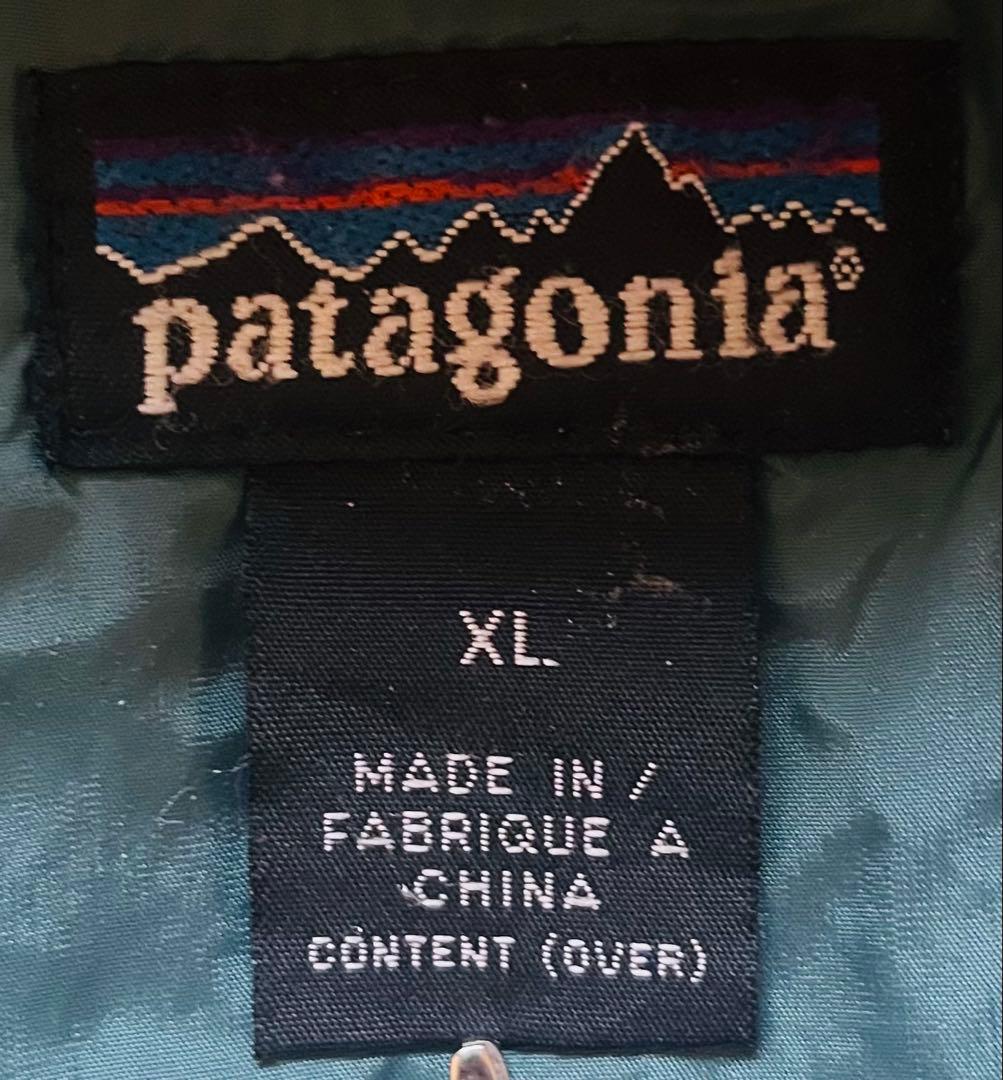 patagonia®
XL
MADE IN /
FABRIQUE A
CHINA
CONTENT (OVER)